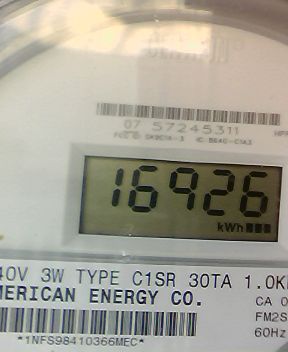 07 57245311
16926
kWh
40V 3W TYPE C1SR 30TA 1.0K
MERICAN ENERGY CO.
CA 0
FM2S
60Hz
*1NFS98410366MEC*